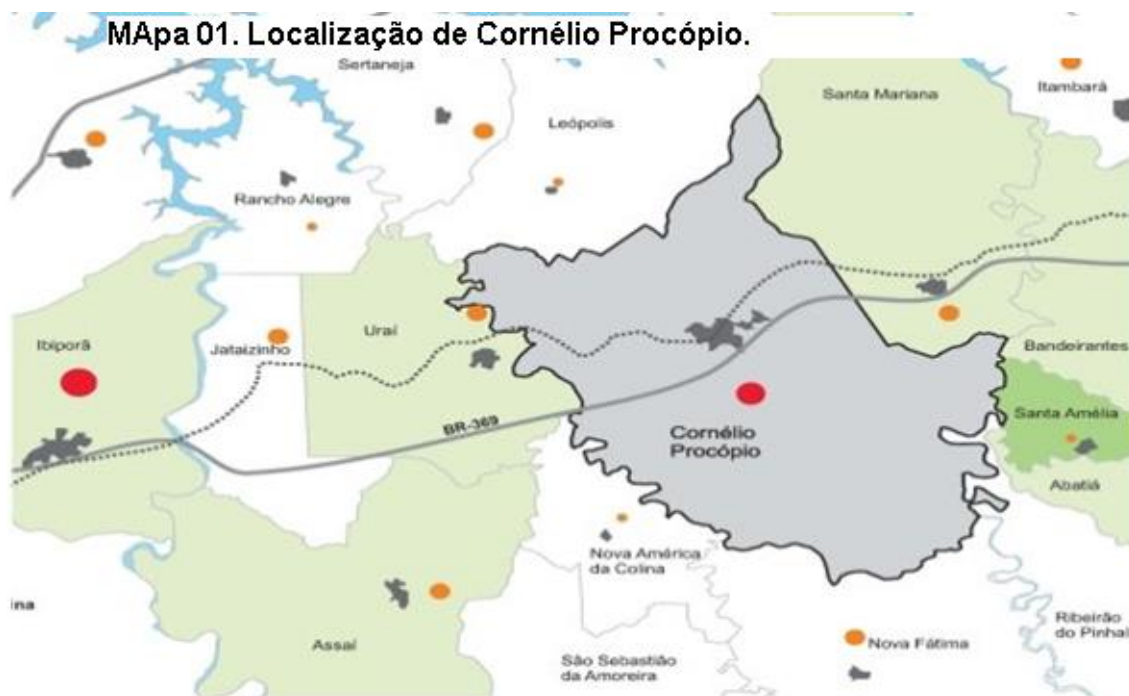 MApa 01. Localização de Cornélio Procópio.
Sertaneja
Santa Mariana
Itambará
Leópolis
Rancho Alegre
Ibiporã
Jataizinho
Uraí
Bandeirantes
Santa Amélia
BR-369
Cornélio
Procópio
Abatiá
Nova América
da Colina
ina
Assaí
São Sebastião
da Amoreira
Nova Fátima
Ribeirão
do Pinhal